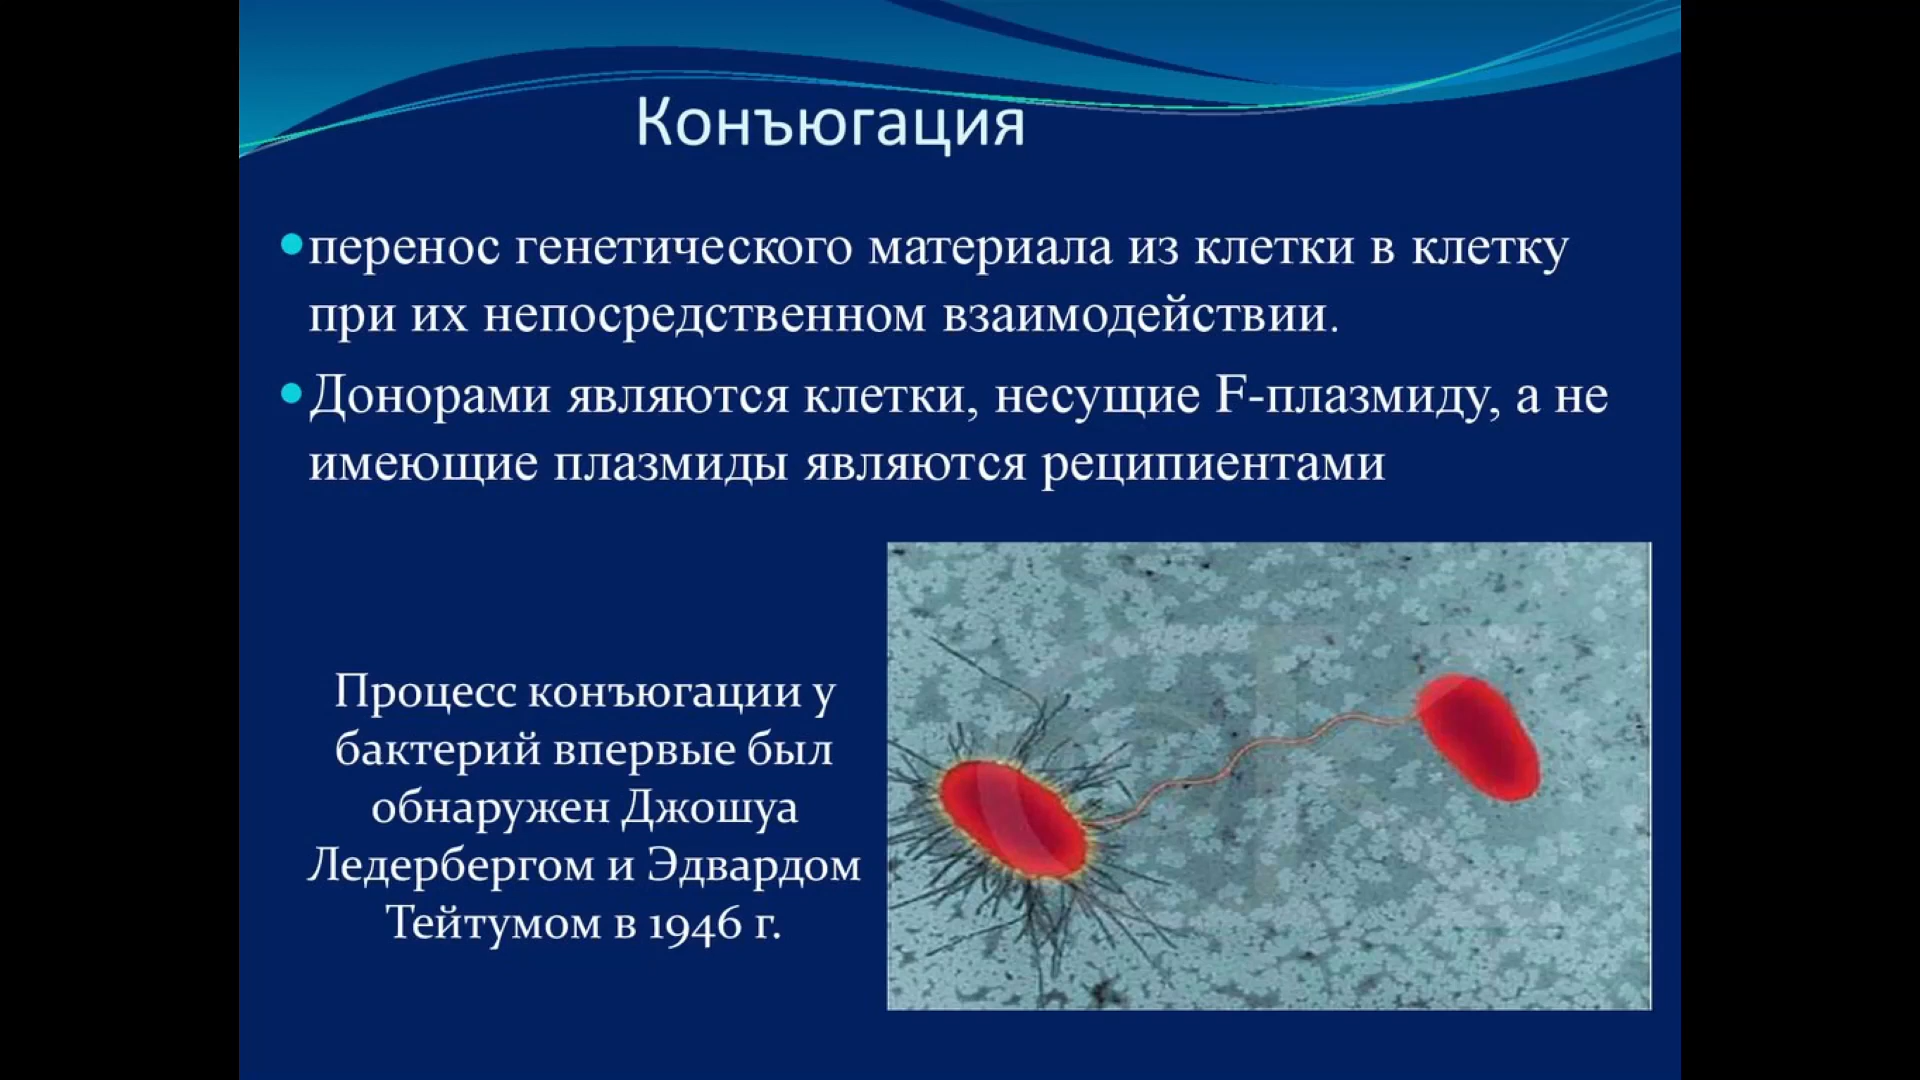 Конъюгация
перенос генетического материала из клетки в клетку
при их непосредственном взаимодействии.
Донорами являются клетки, несущие F-плазмиду, а не
имеющие плазмиды являются реципиентами
Процесс конъюгации у
бактерий впервые был
обнаружен Джошуа
Ледербергом и Эдвардом
Тейтумом в 1946 г.